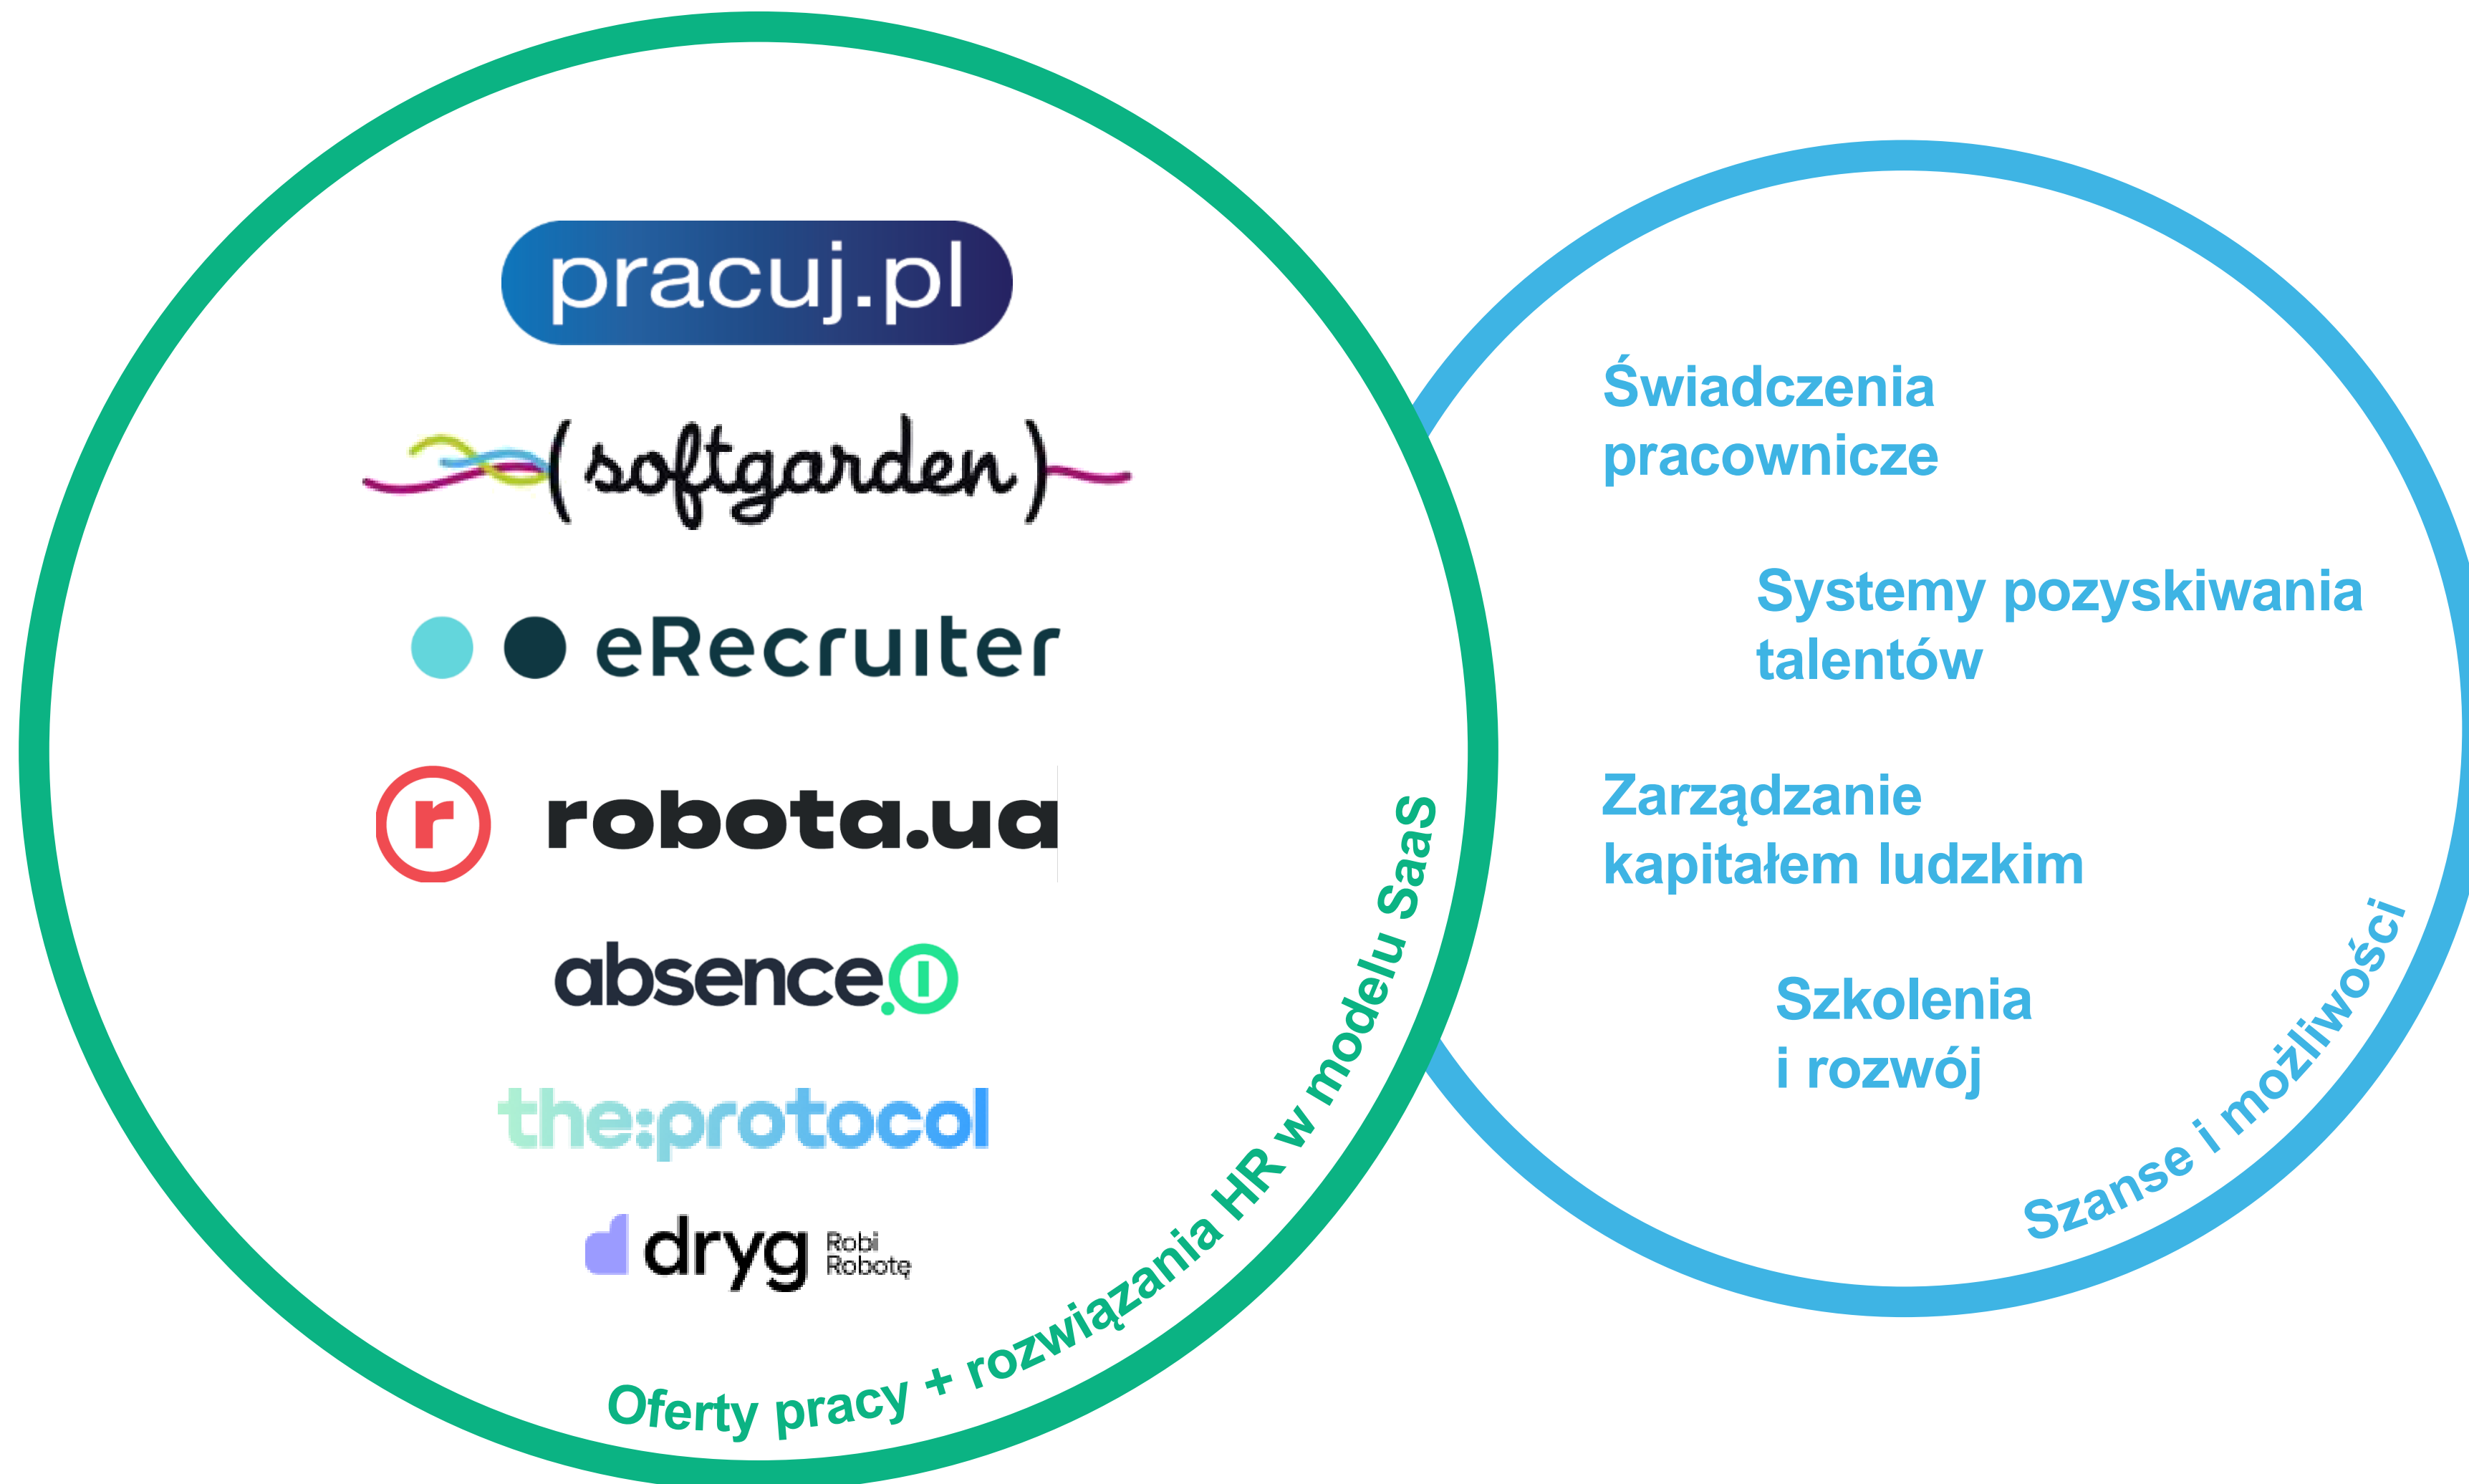 pracuj.pl
(softgarden)
eRecruiter
r robota.ua
absence.io
the:protocol
dryg Robi
Robotę
Oferty pracy + rozwiązania HR w modelu SaaS
Świadczenia
pracownicze
Systemy pozyskiwania
talentów
Zarządzanie
kapitałem ludzkim
Szkolenia
i rozwój
Szanse i możliwości